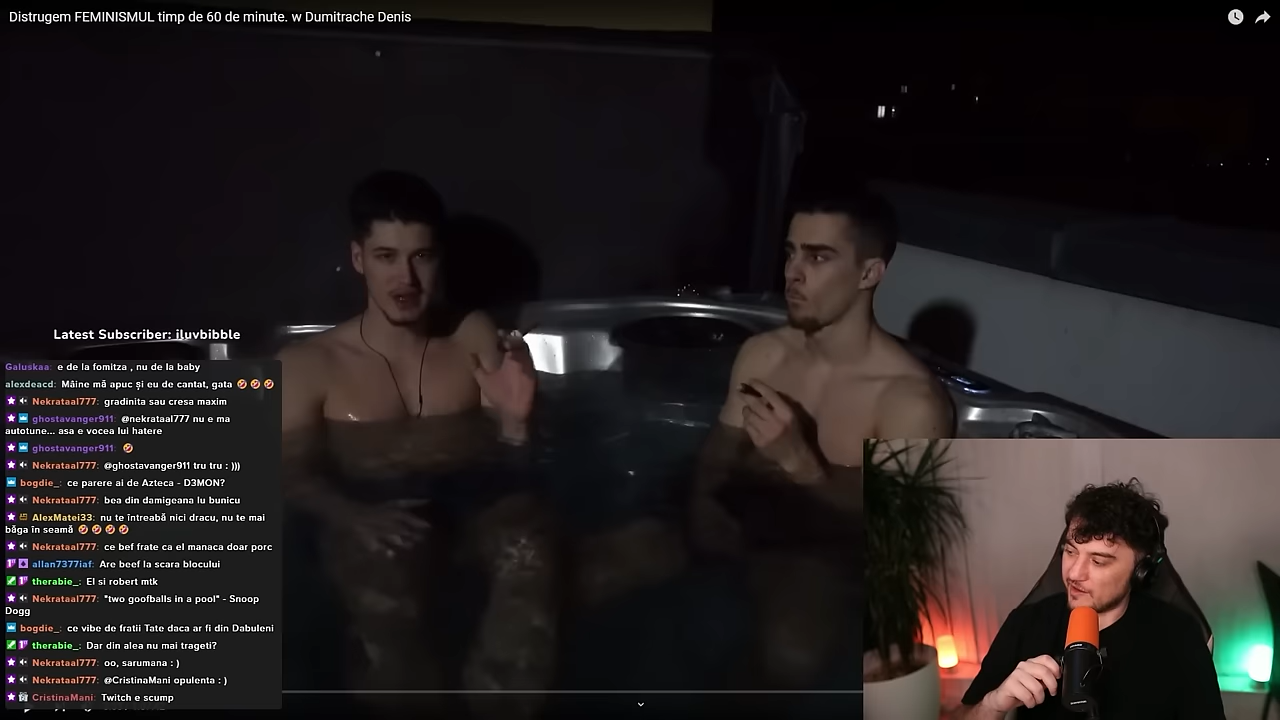 Distrugem FEMINISMUL timp de 60 de minute. w Dumitrache Denis
Latest Subscriber: iluvbibble
Galuskaa: e de la fomitza , nu de la baby
alexdeacd: Mâine mă apuc și eu de cantat, gata 🤣 🤣 🤣
Nekrataal777: gradinita sau cresa maxim
ghostavanger911: @nekrataal777 nu e ma
autotune... asa e vocea lui hatere
ghostavanger911: 🤣
Nekrataal777: @ghostavanger911 tru tru : )))
bogdie_: ce parere ai de Azteca - D3MON?
Nekrataal777: bea din damigeana lu bunicu
AlexMatei33: nu te întreabă nici dracu, nu te mai
băga în seamă 🤣 🤣 🤣 🤣
Nekrataal777: ce bef frate ca el manaca doar porc
allan7377iaf: Are beef la scara blocului
therabie_: El si robert mtk
Nekrataal777: "two goofballs in a pool" - Snoop
Dogg
bogdie_: ce vibe de fratii Tate daca ar fi din Dabuleni
therabie_: Dar din alea nu mai trageti?
Nekrataal777: oo, sarumana : )
Nekrataal777: @CristinaMani opulenta : )
CristinaMani: Twitch e scump